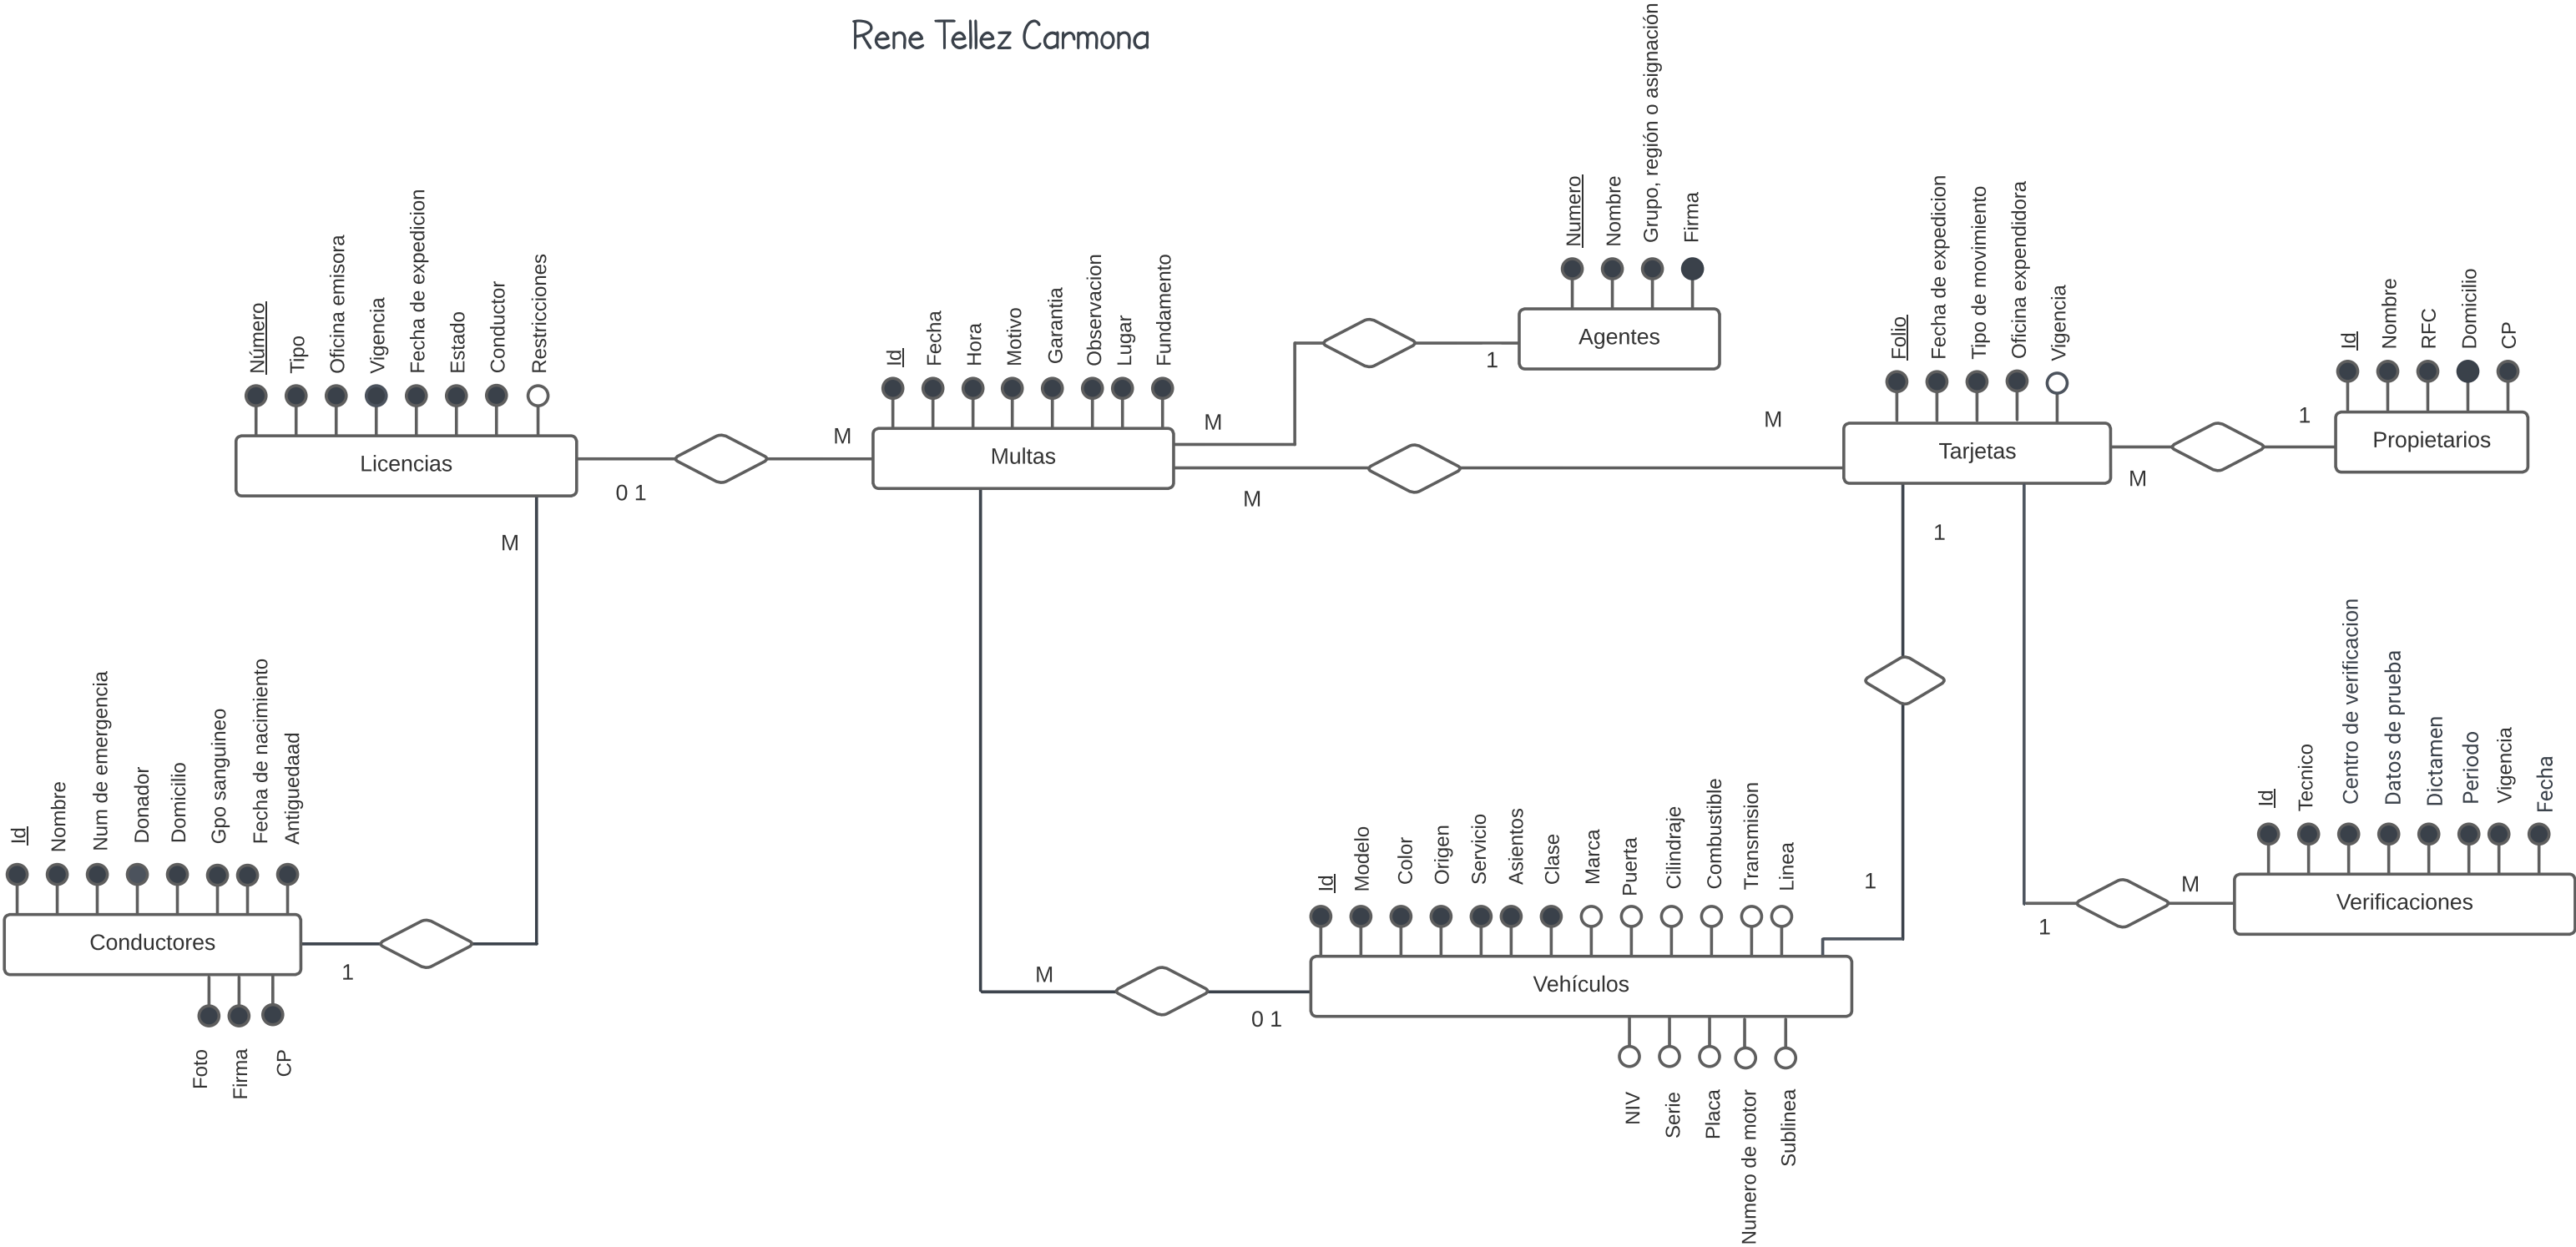 Rene Tellez Carmona
Número
Tipo
Oficina emisora
Vigencia
Fecha de expedicion
Estado
Conductor
Restricciones
Licencias
0 1
M
M
Id
Fecha
Hora
Motivo
Garantia
Observacion
Lugar
Fundamento
Multas
M
M
Numero
Nombre
Grupo, región o asignación
Firma
Agentes
1
M
Folio
Fecha de expedicion
Tipo de movimiento
Oficina expendidora
Vigencia
Tarjetas
1
M
1
Id
Nombre
RFC
Domicilio
CP
Propietarios
Id
Nombre
Num de emergencia
Donador
Domicilio
Gpo sanguineo
Fecha de nacimiento
Antiguedaad
Conductores
1
Foto
Firma
CP
M
0 1
Id
Modelo
Color
Origen
Servicio
Asientos
Clase
Marca
Puerta
Cilindraje
Combustible
Transmision
Linea
Vehículos
1
NIV
Serie
Placa
Numero de motor
Sublinea
1
M
Id
Tecnico
Centro de verificacion
Datos de prueba
Dictamen
Periodo
Vigencia
Fecha
Verificaciones